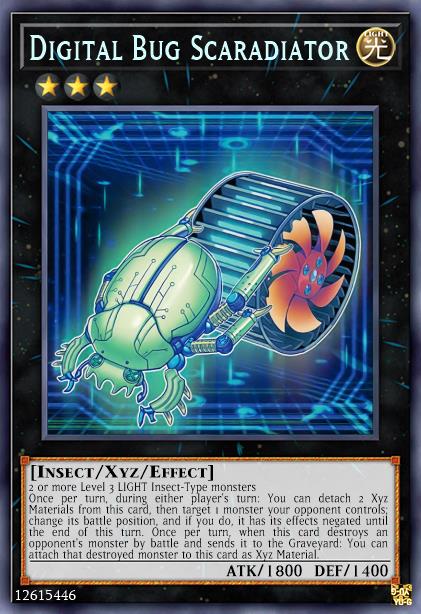 DIGITAL BUG SCARADIATOR
LIGHT
光
[INSECT/XYZ/EFFECT]
2 or more Level 3 LIGHT Insect-Type monsters
Once per turn, during either player's turn: You can detach 2 Xyz
Materials from this card, then target 1 monster your opponent controls;
change its battle position, and if you do, it has its effects negated until
the end of this turn. Once per turn, when this card destroys an
opponent's monster by battle and sends it to the Graveyard: You can
attach that destroyed monster to this card as Xyz Material.
ATK/1800 DEF/1400
12615446